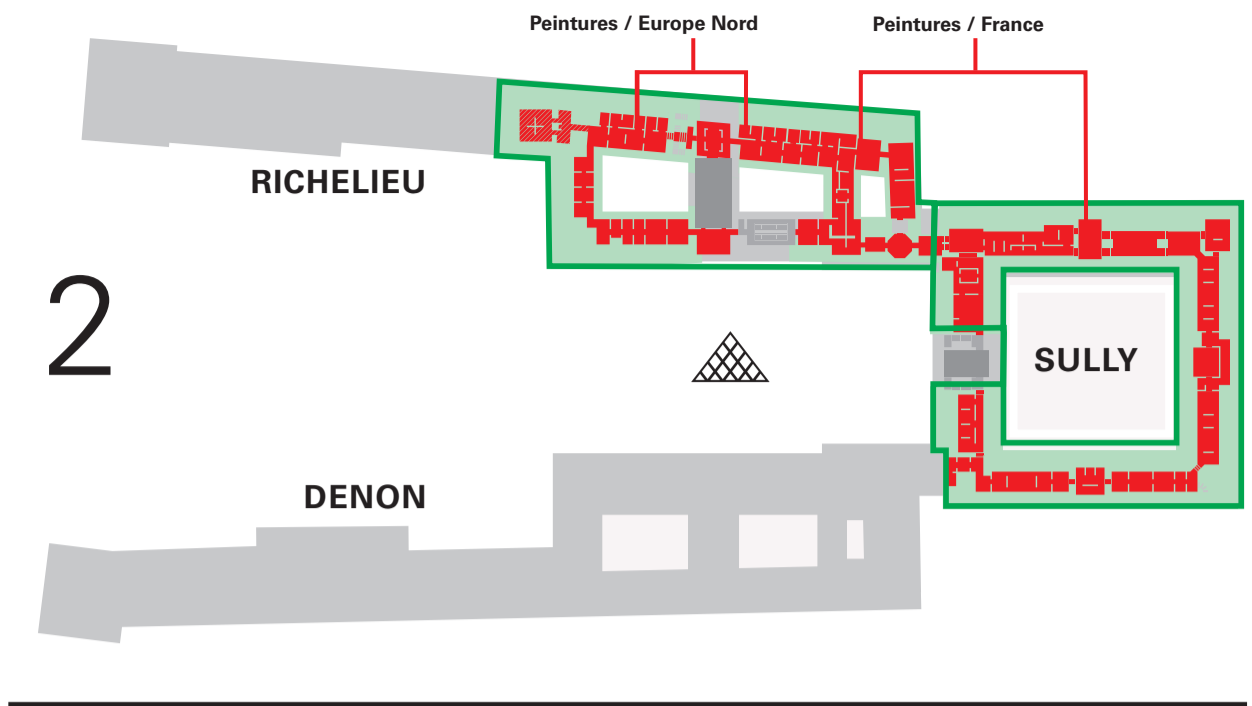 Peintures / Europe Nord
Peintures / France
RICHELIEU
2
SULLY
DENON